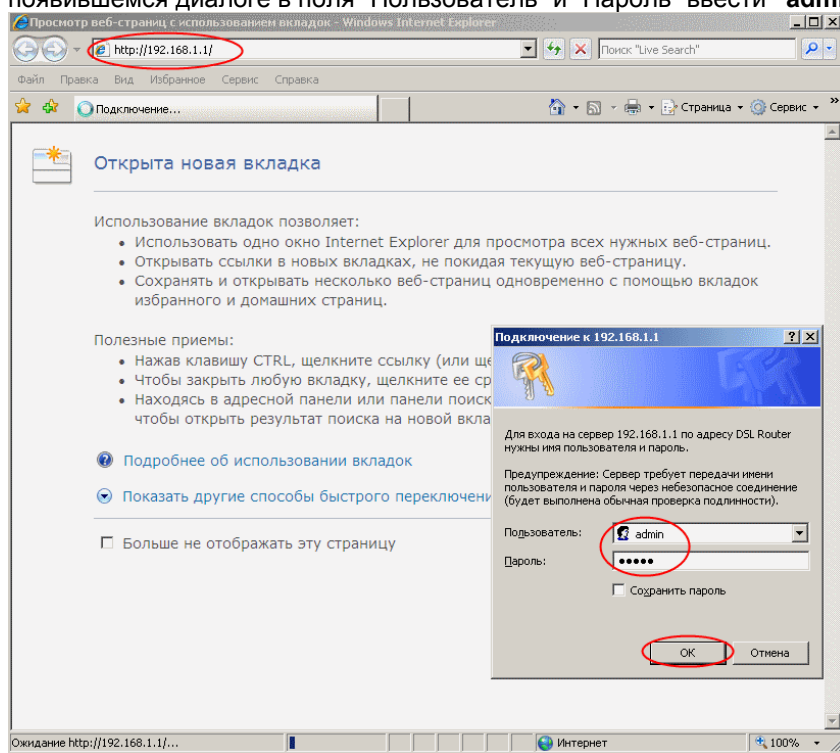 появившемся диалоге в поля "Пользователь" и "Пароль" ввести "adm
Просмотр веб-страниц с использованием вкладок - Windows Internet Explorer
http://192.168.1.1/
Поиск "Live Search"
Файл Правка Вид Избранное Сервис Справка
Подключение...
Страница
Сервис
Открыта новая вкладка
Использование вкладок позволяет:
• Использовать одно окно Internet Explorer для просмотра всех нужных веб-страниц.
• Открывать ссылки в новых вкладках, не покидая текущую веб-страницу.
• Сохранять и открывать несколько веб-страниц одновременно с помощью вкладок
избранного и домашних страниц.
Полезные приемы:
• Нажав клавишу CTRL, щелкните ссылку (или ще
• Чтобы закрыть любую вкладку, щелкните ее ср
• Находясь в адресной панели или панели поиск
чтобы открыть результат поиска на новой вкла
Подробнее об использовании вкладок
Показать другие способы быстрого переключени
Больше не отображать эту страницу
Подключение к 192.168.1.1
Для входа на сервер 192.168.1.1 по адресу DSL Router
нужны имя пользователя и пароль.
Предупреждение: Сервер требует передачи имени
пользователя и пароля через небезопасное соединение
(будет выполнена обычная проверка подлинности).
Пользователь:
admin
Пароль:
•••••
Сохранить пароль
ОК
Отмена
Ожидание http://192.168.1.1/...
Интернет
100%